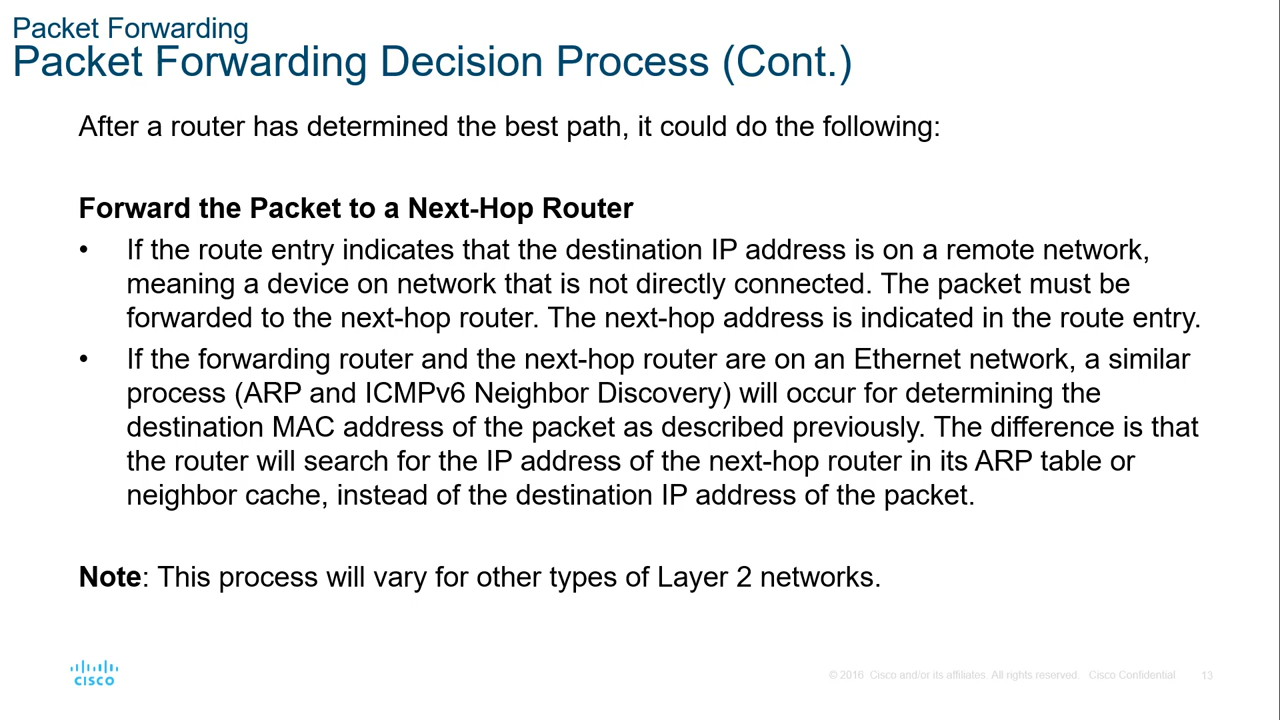 Packet Forwarding
Packet Forwarding Decision Process (Cont.)
After a router has determined the best path, it could do the following:
Forward the Packet to a Next-Hop Router
• If the route entry indicates that the destination IP address is on a remote network,
meaning a device on network that is not directly connected. The packet must be
forwarded to the next-hop router. The next-hop address is indicated in the route entry.
• If the forwarding router and the next-hop router are on an Ethernet network, a similar
process (ARP and ICMPv6 Neighbor Discovery) will occur for determining the
destination MAC address of the packet as described previously. The difference is that
the router will search for the IP address of the next-hop router in its ARP table or
neighbor cache, instead of the destination IP address of the packet.
Note: This process will vary for other types of Layer 2 networks.
CISCO
© 2016 Cisco and/or its affiliates. All rights reserved. Cisco Confidential 13